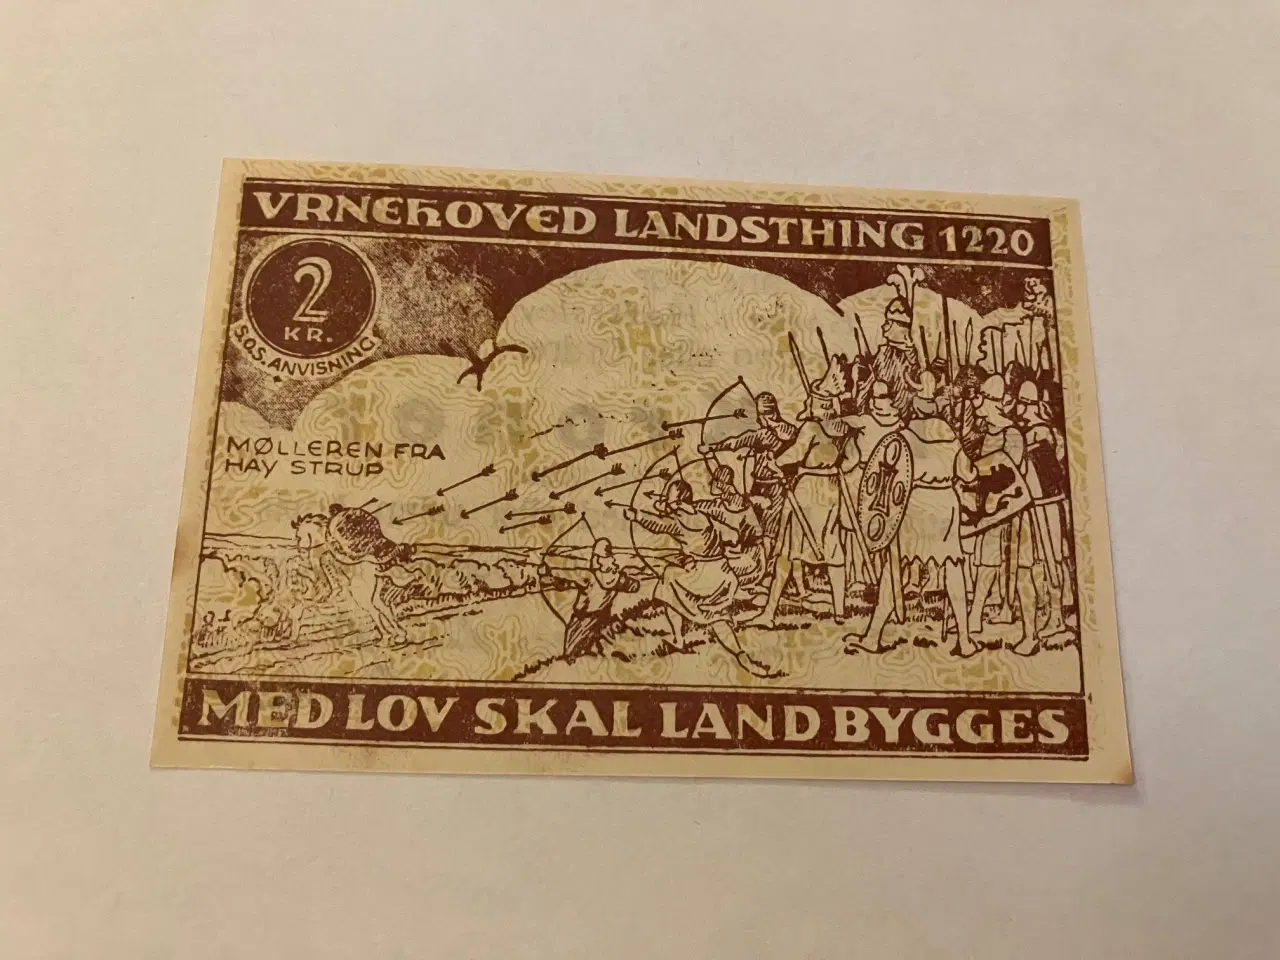 VRNEHOVED LANDSTHING 1220
2
KR.
S.O.S. ANVISNING.
MØLLEREN FRA
HAY STRUP
MED LOV SKAL LAND BYGGES